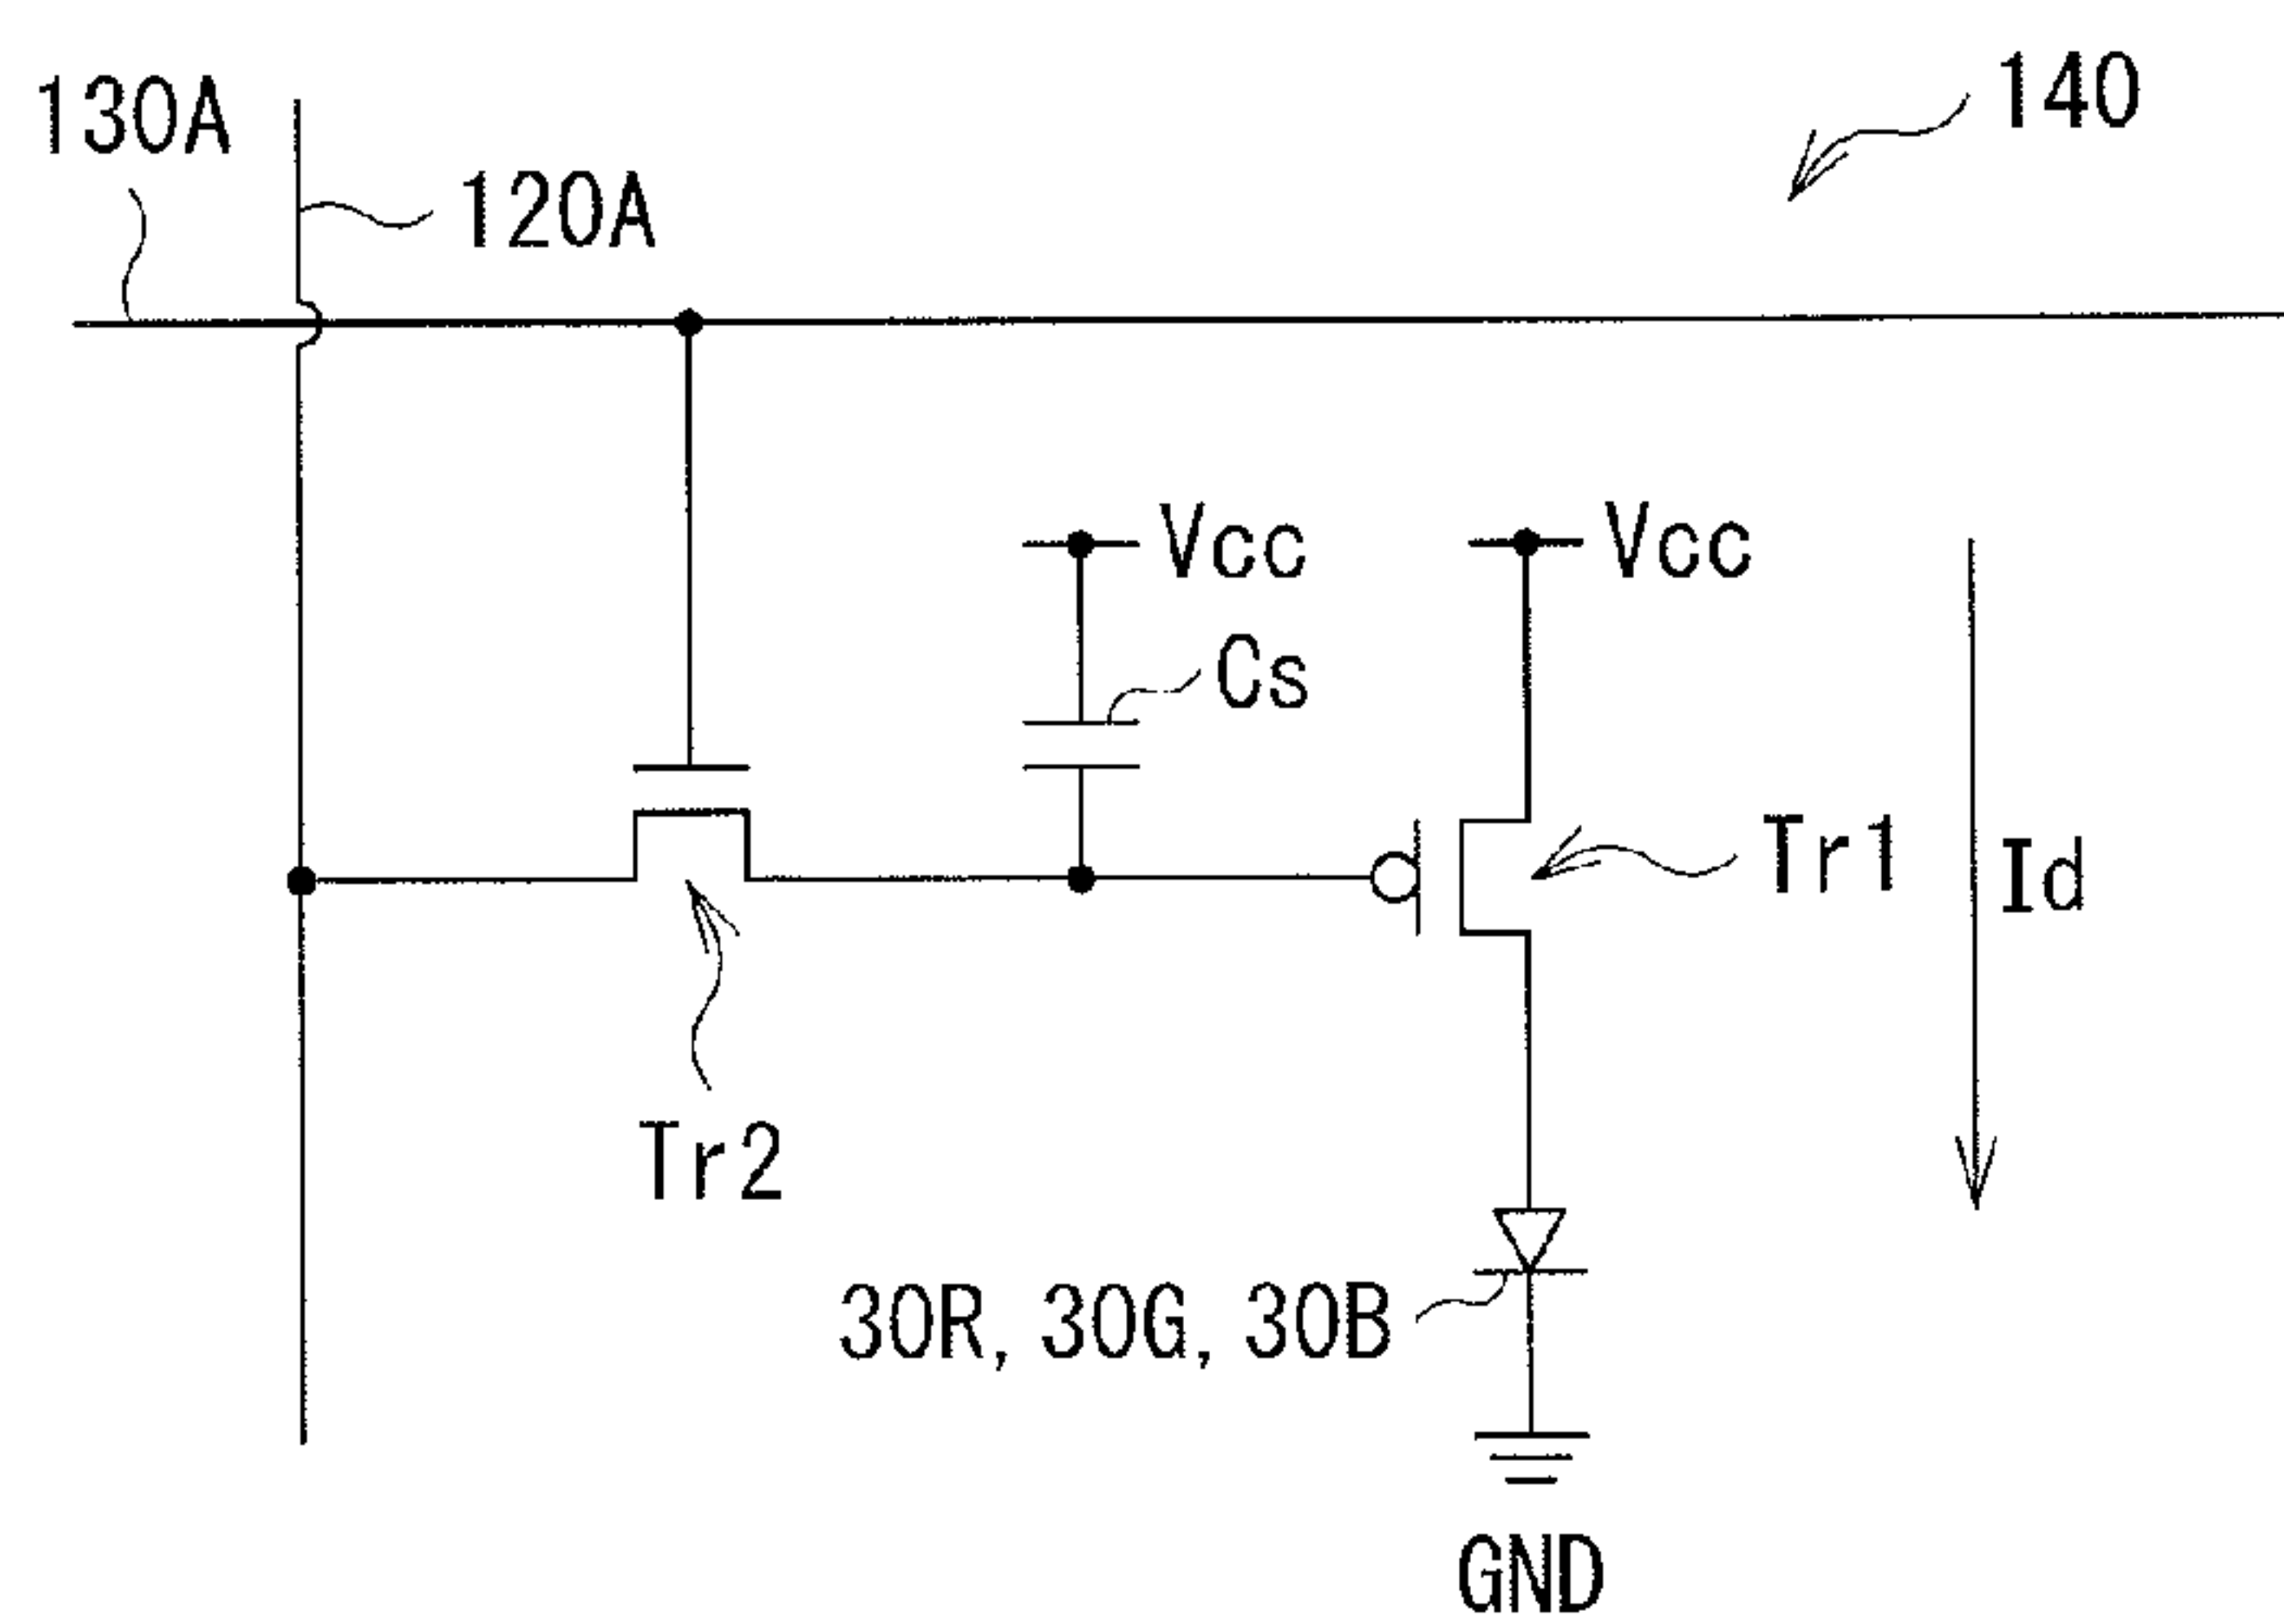 140
130A
120A
Vcc
Vcc
Cs
Tr1
Id
Tr2
30R, 30G, 30B
GND